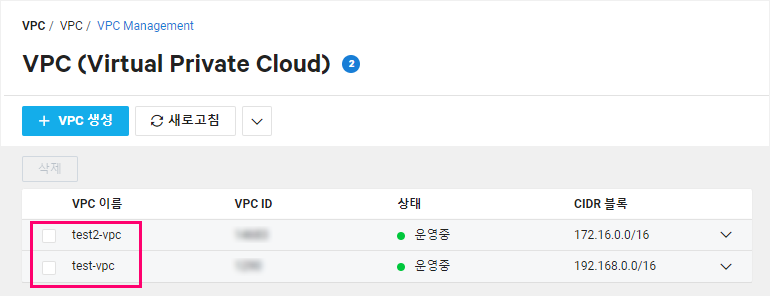 VPC / VPC / VPC Management
VPC (Virtual Private Cloud) 2
+ VPC 생성 새로고침
삭제
VPC 이름 VPC ID 상태 CIDR 블록
test2-vpc 운영중 172.16.0.0/16
test-vpc 운영중 192.168.0.0/16